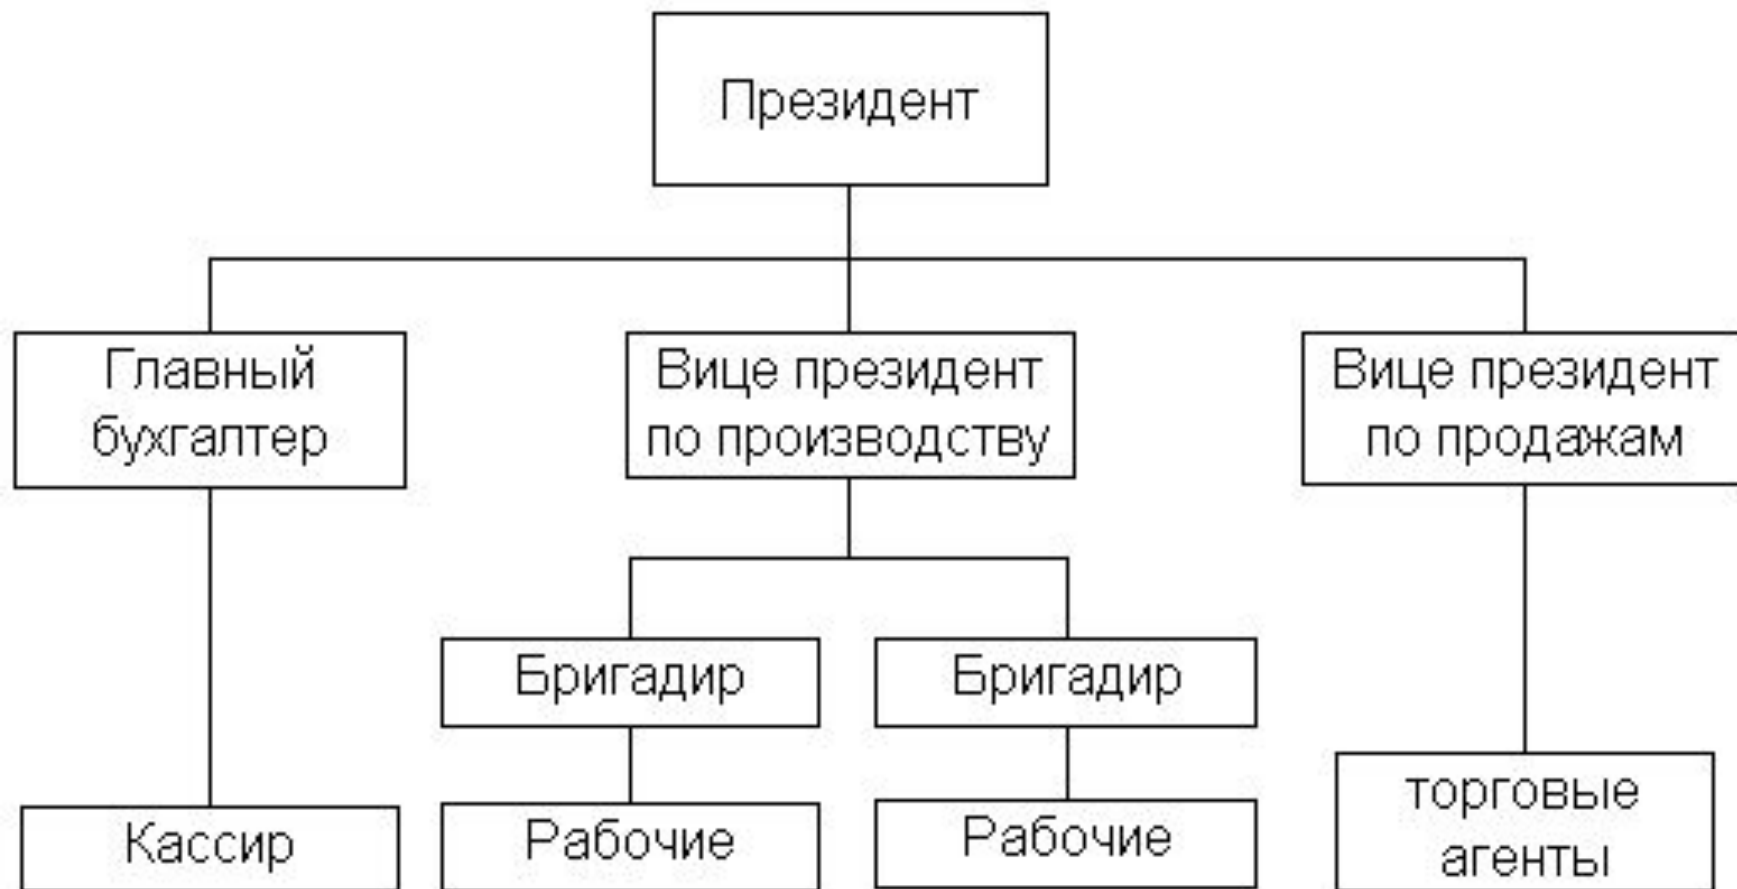 Президент
Главный
бухгалтер
Вице президент
по производству
Вице президент
по продажам
Бригадир
Бригадир
Кассир
Рабочие
Рабочие
торговые
агенты